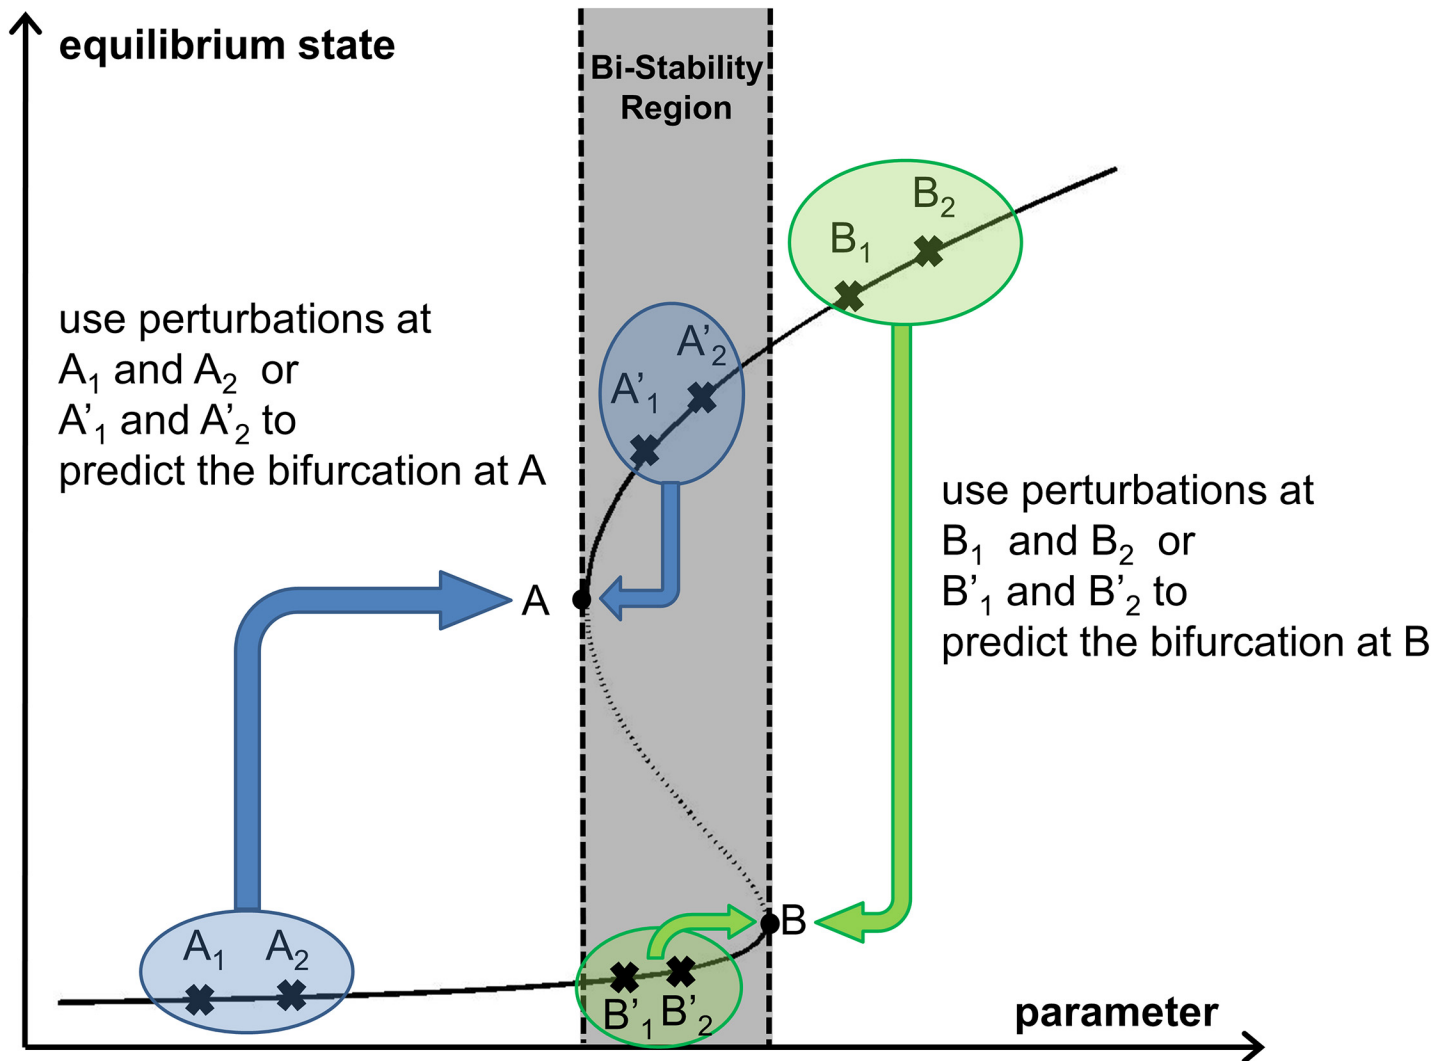 equilibrium state
Bi-Stability
Region
B₂
B₁
use perturbations at
A₁ and A₂ or
A’₁ and A’₂ to
predict the bifurcation at A
A’₂
A’₁
use perturbations at
B₁ and B₂ or
B’₁ and B’₂ to
predict the bifurcation at B
A
B
A₁ A₂
B’₁ B’₂
parameter